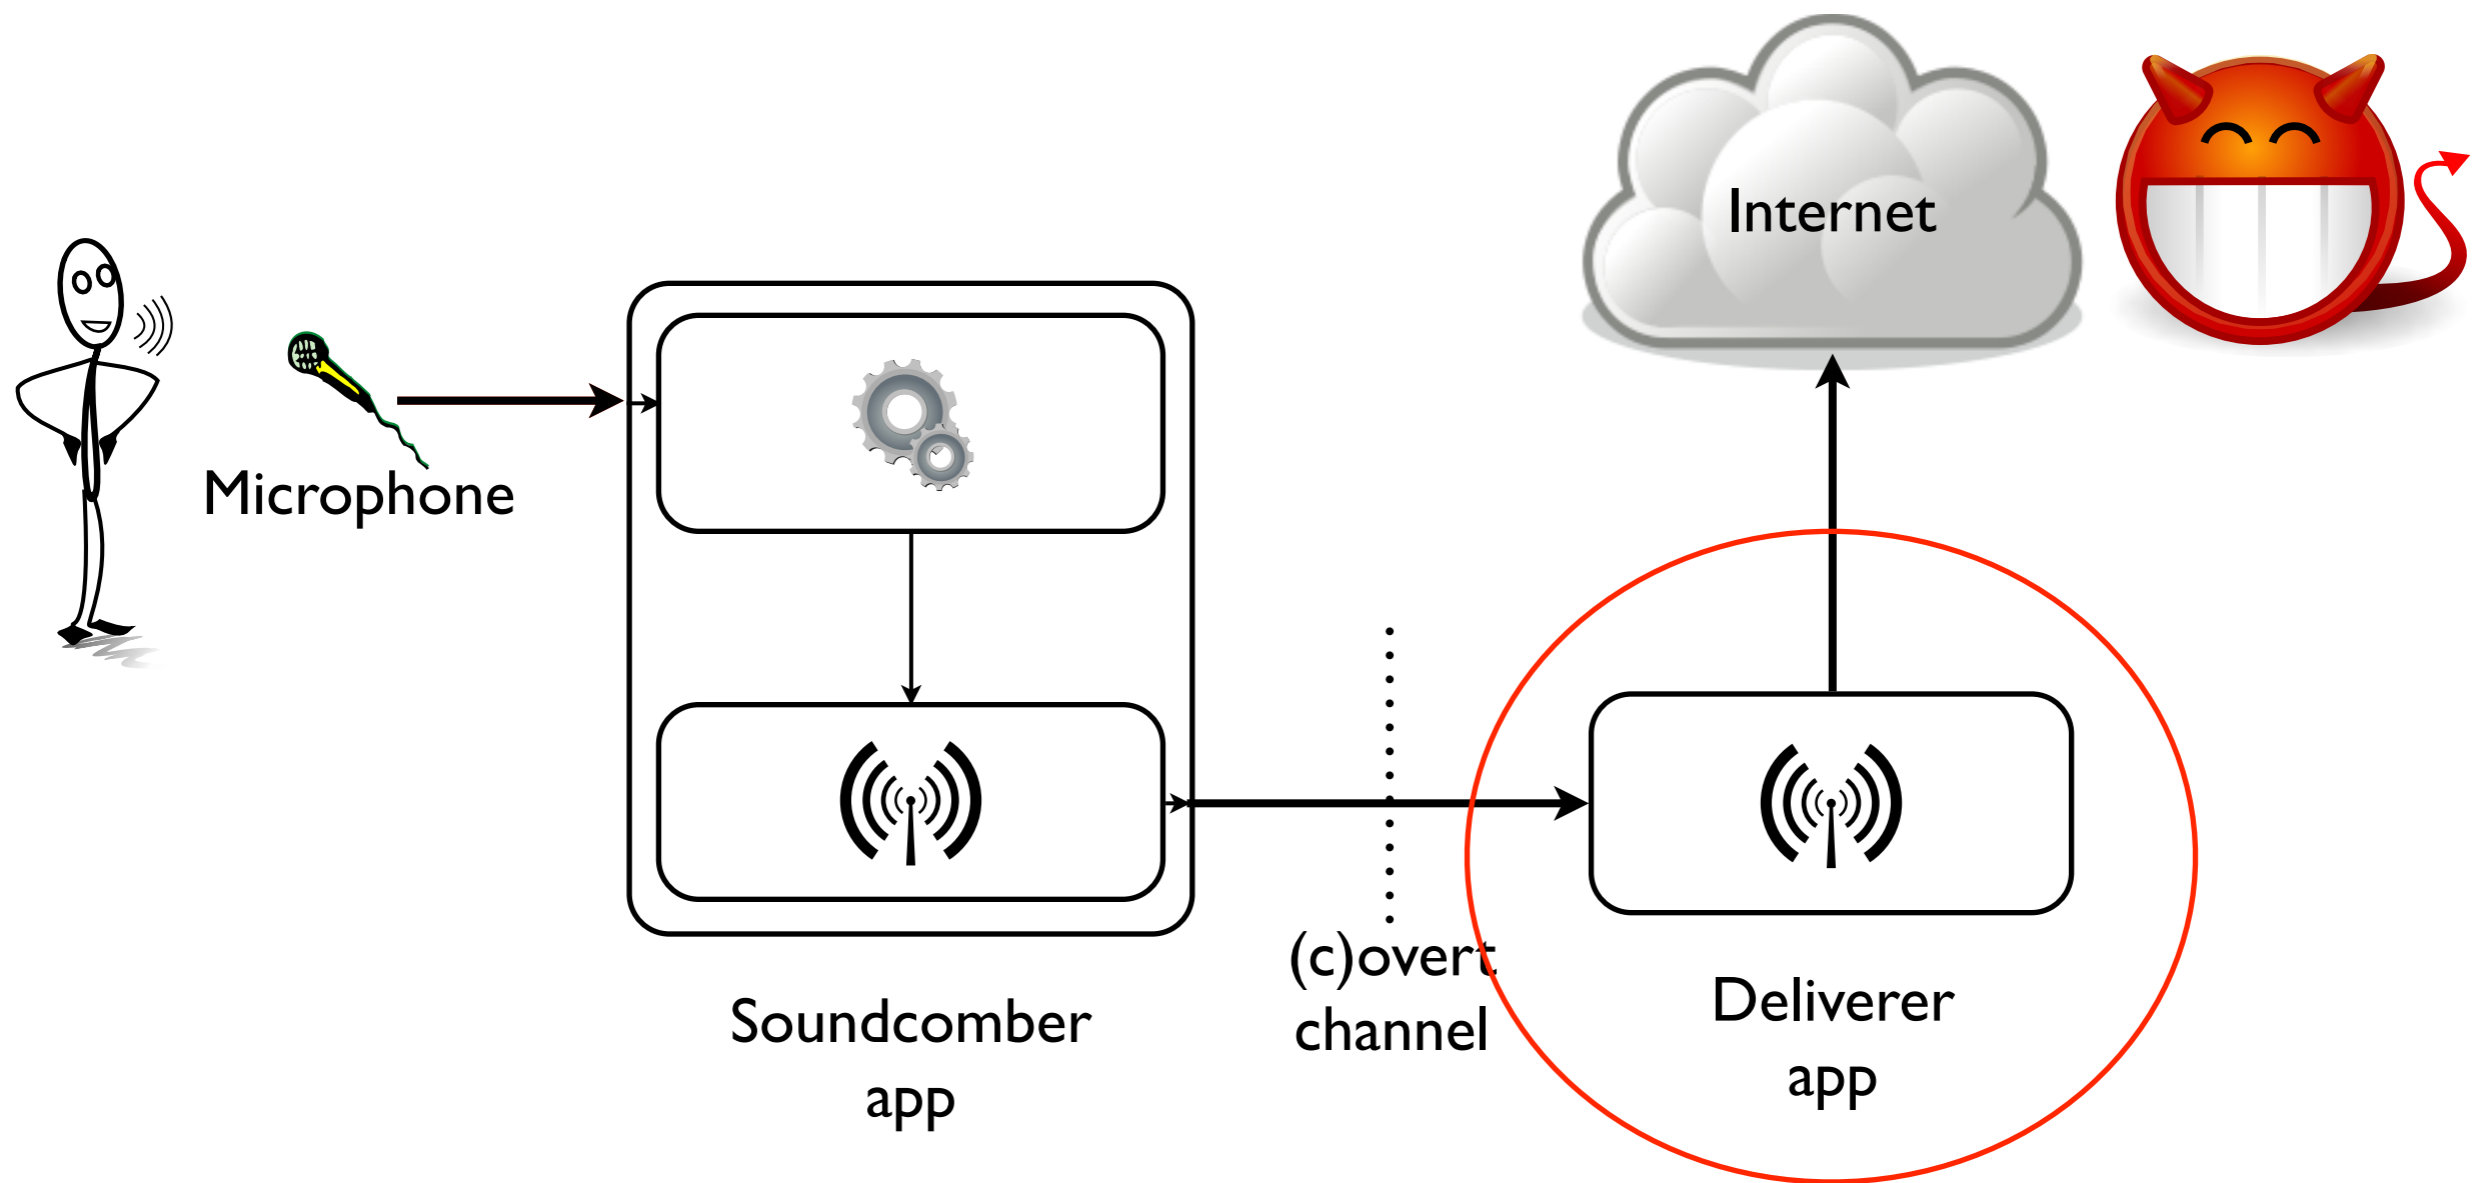 Internet
Microphone
(c)overt
channel
Soundcomber
app
Deliverer
app